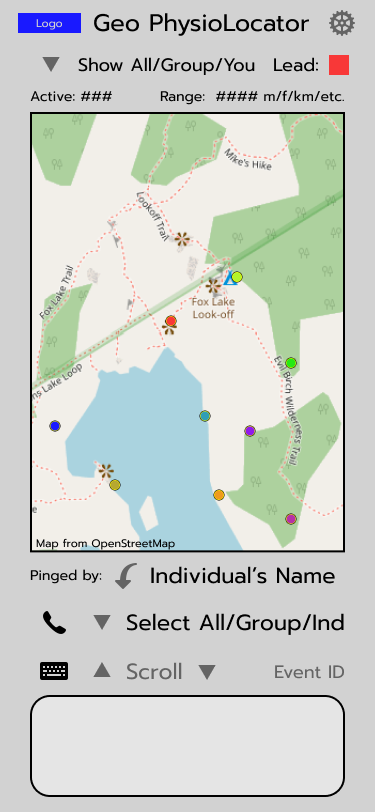 Logo Geo PhysioLocator
Show All/Group/You Lead:
Active: ### Range: #### m/f/km/etc.
Mike's Hike
Lookoff Trail
Fox Lake Trail
Fox Lake
Look-off
ns Lake Loop
Evil Birch Wilderness Trail
e
Map from OpenStreetMap
Pinged by: Individual's Name
Select All/Group/Ind
Scroll Event ID